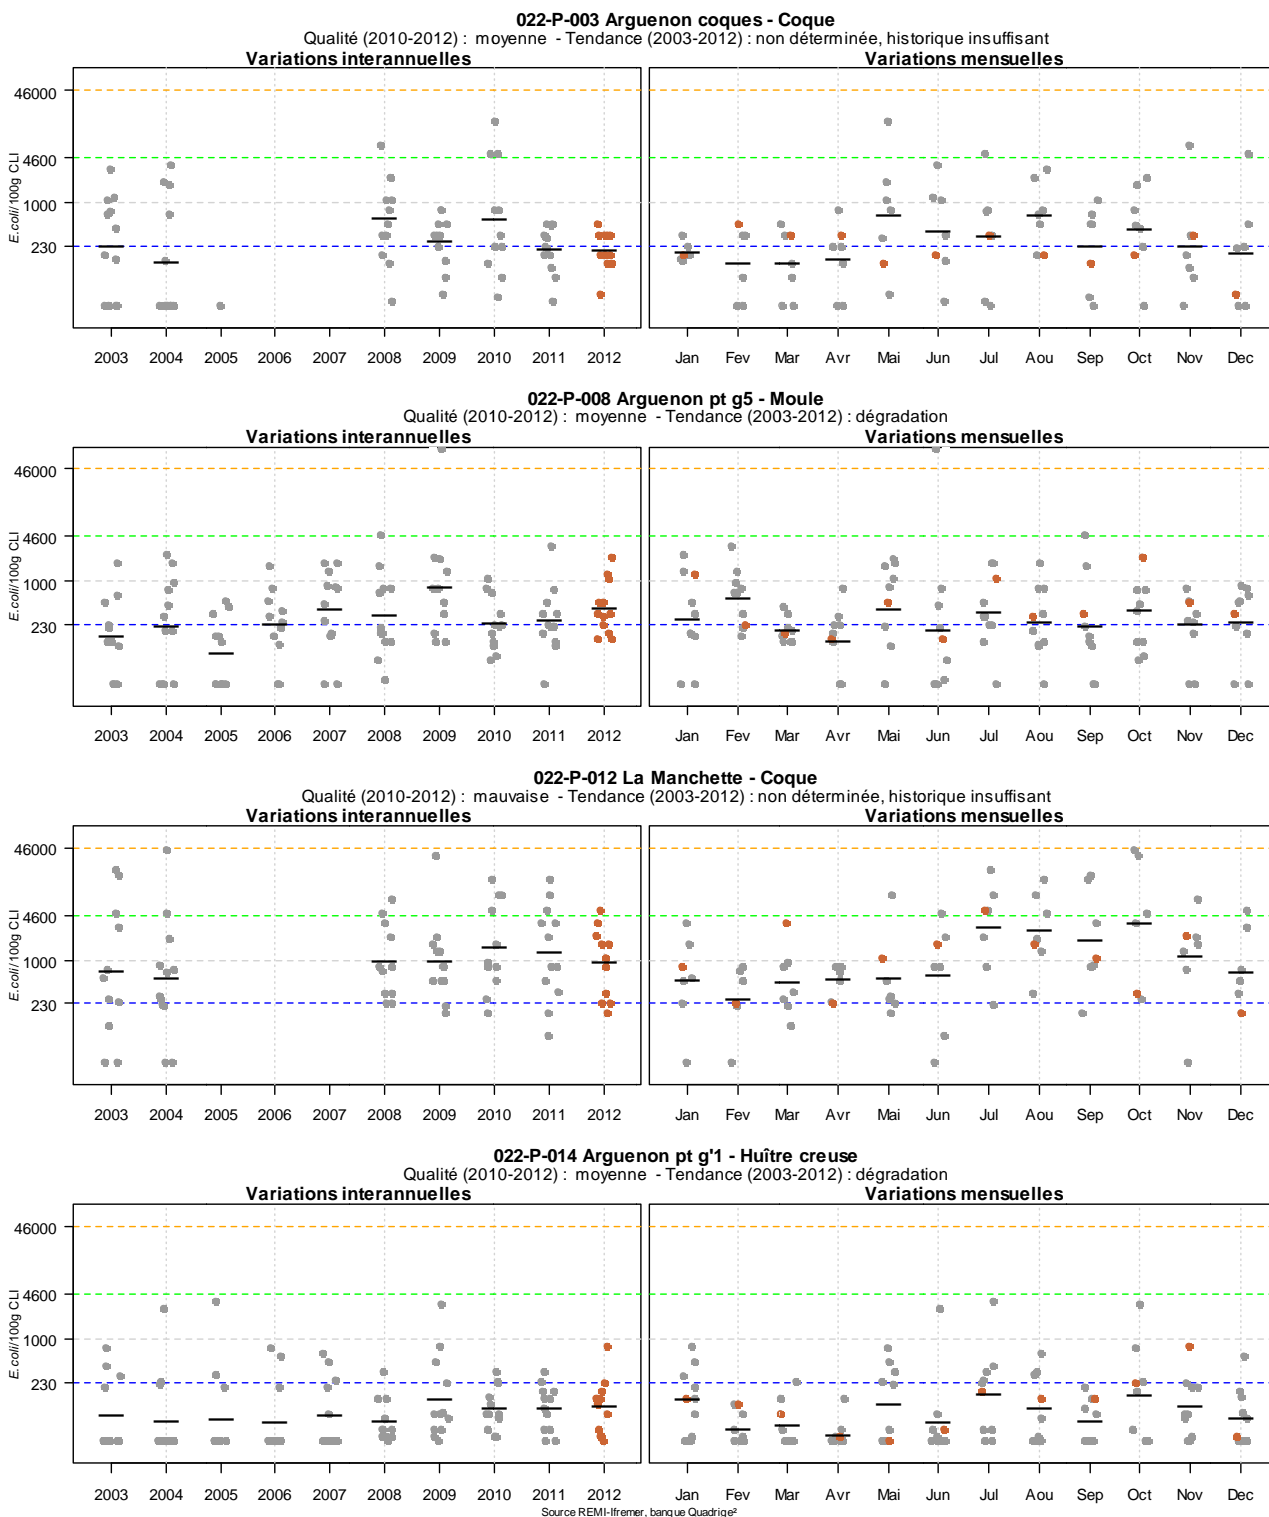 022-P-003 Arguenon coques - Coque
Qualité (2010-2012) : moyenne - Tendance (2003-2012) : non déterminée, historique insuffisant
Variations interannuelles Variations mensuelles
46000
4600
1000
230
E.coli/100g CLI
2003 2004 2005 2006 2007 2008 2009 2010 2011 2012 Jan Fev Mar Avr Mai Jun Jul Aou Sep Oct Nov Dec
022-P-008 Arguenon pt g5 - Moule
Qualité (2010-2012) : moyenne - Tendance (2003-2012) : dégradation
Variations interannuelles Variations mensuelles
46000
4600
1000
230
E.coli/100g CLI
2003 2004 2005 2006 2007 2008 2009 2010 2011 2012 Jan Fev Mar Avr Mai Jun Jul Aou Sep Oct Nov Dec
022-P-012 La Manchette - Coque
Qualité (2010-2012) : mauvaise - Tendance (2003-2012) : non déterminée, historique insuffisant
Variations interannuelles Variations mensuelles
46000
4600
1000
230
E.coli/100g CLI
2003 2004 2005 2006 2007 2008 2009 2010 2011 2012 Jan Fev Mar Avr Mai Jun Jul Aou Sep Oct Nov Dec
022-P-014 Arguenon pt g'1 - Huître creuse
Qualité (2010-2012) : moyenne - Tendance (2003-2012) : dégradation
Variations interannuelles Variations mensuelles
46000
4600
1000
230
E.coli/100g CLI
2003 2004 2005 2006 2007 2008 2009 2010 2011 2012 Jan Fev Mar Avr Mai Jun Jul Aou Sep Oct Nov Dec
Source REMI-Ifremer, banque Quadrige²